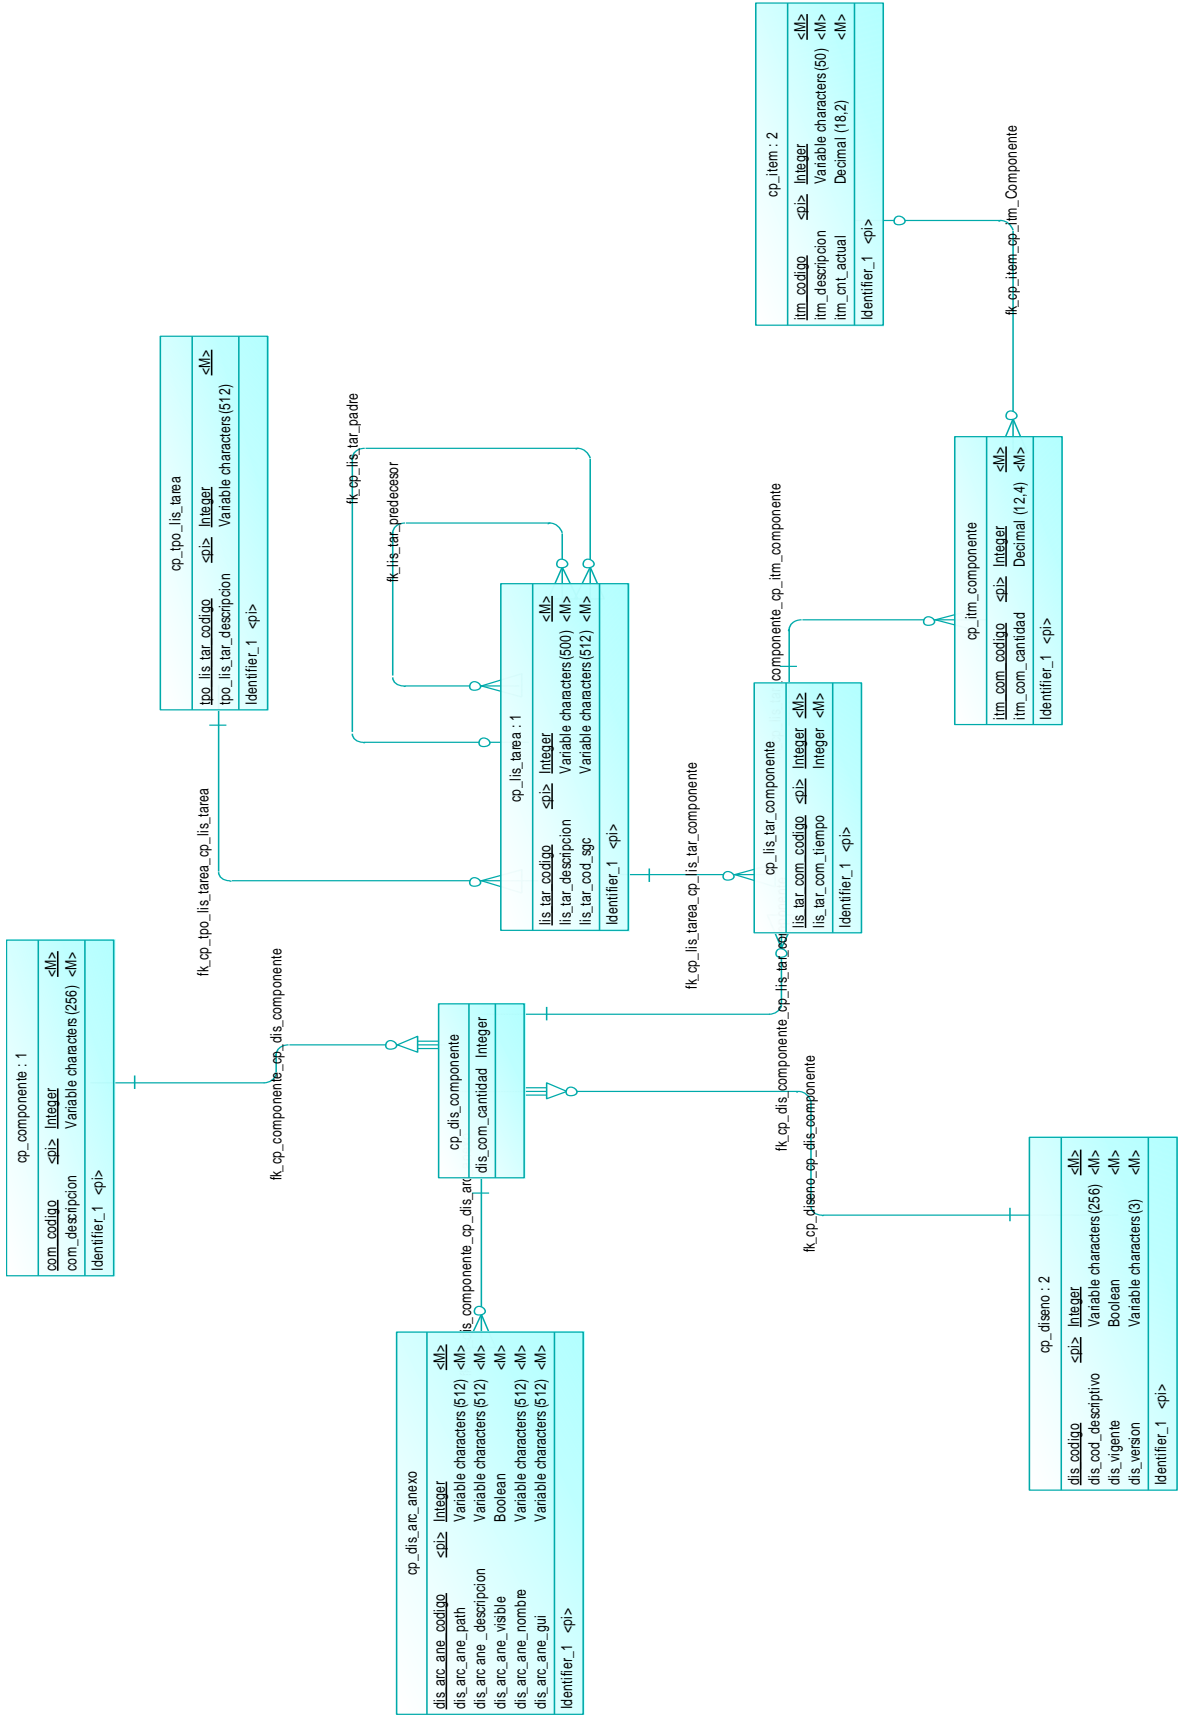 cp_componente : 1
com_codigo <pi> Integer <M>
com_descripcion Variable characters (256) <M>
Identifier_1 <pi>
fk_cp_componente_cp_dis_componente
cp_tpo_lis_tarea
tpo_lis_tar_codigo <pi> Integer <M>
tpo_lis_tar_descripcion Variable characters (512)
Identifier_1 <pi>
fk_cp_tpo_lis_tarea_cp_lis_tarea
fk_cp_lis_tar_padre
fk_lis_tar_predecesor
cp_dis_arc_anexo
dis_arc_ane_codigo <pi> Integer <M>
dis_arc_ane_path Variable characters (512) <M>
dis_arc ane _descripcion Variable characters (512) <M>
dis_arc_ane_visible Boolean <M>
dis_arc_ane_nombre Variable characters (512) <M>
dis_arc_ane_gui Variable characters (512) <M>
Identifier_1 <pi>
is_componente_cp_dis_arc
cp_dis_componente
dis_com_cantidad Integer
cp_lis_tarea : 1
lis_tar_codigo <pi> Integer <M>
lis_tar_descripcion Variable characters (500) <M>
lis_tar_cod_sgc Variable characters (512) <M>
Identifier_1 <pi>
fk_cp_lis_tarea_cp_lis_tar_componente
cp_lis_tar_componente
lis_tar_com_codigo <pi> Integer <M>
lis_tar_com_tiempo Integer <M>
Identifier_1 <pi>
fk_cp_dis_componente_cp_lis_tar_co
componente_cp_itm_componente
cp_item : 2
itm_codigo <pi> Integer <M>
itm_descripcion Variable characters (50) <M>
itm_cnt_actual Decimal (18,2) <M>
Identifier_1 <pi>
fk_cp_diseno_cp_dis_componente
fk_cp_item_cp_itm_Componente
cp_itm_componente
itm_com_codigo <pi> Integer <M>
itm_com_cantidad Decimal (12,4) <M>
Identifier_1 <pi>
cp_diseno : 2
dis_codigo <pi> Integer <M>
dis_cod_descriptivo Variable characters (256) <M>
dis_vigente Boolean <M>
dis_version Variable characters (3) <M>
Identifier_1 <pi>